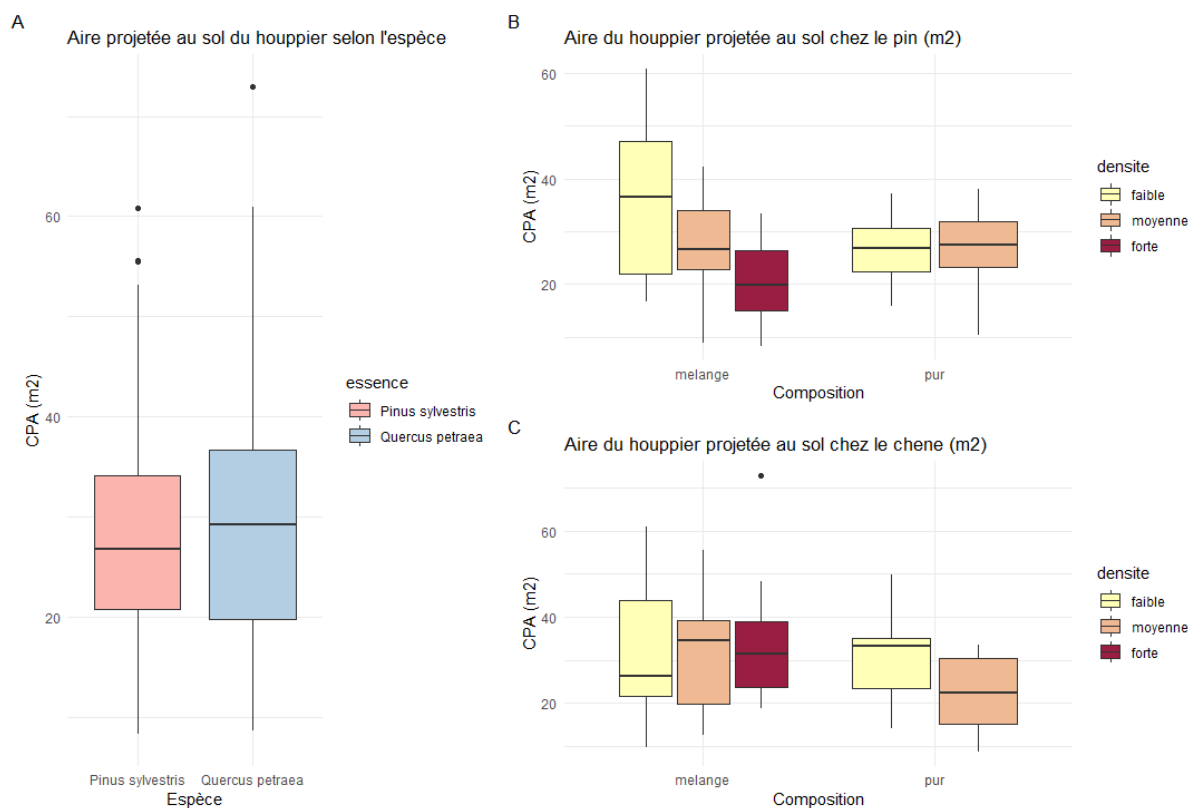 A
Aire projetée au sol du houppier selon l'espèce
CPA (m2)
60
40
20
Pinus sylvestris
Quercus petraea
Espèce
essence
Pinus sylvestris
Quercus petraea
B
Aire du houppier projetée au sol chez le pin (m2)
CPA (m2)
60
40
20
melange
pur
Composition
densite
faible
moyenne
forte
C
Aire du houppier projetée au sol chez le chene (m2)
CPA (m2)
60
40
20
melange
pur
Composition
densite
faible
moyenne
forte